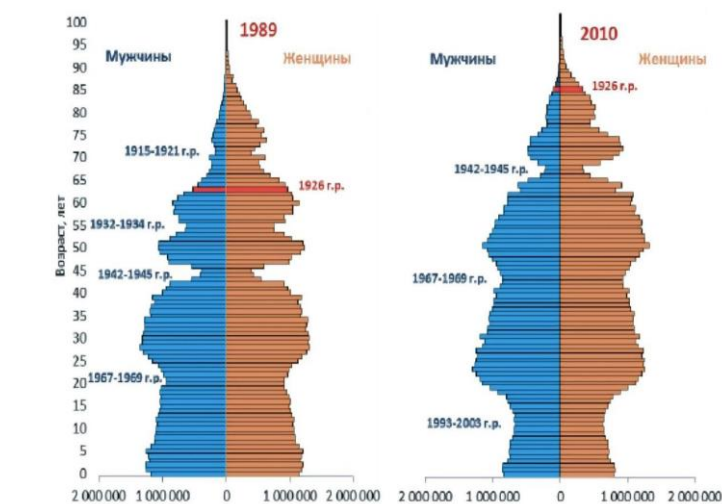 1989
Мужчины
Женщины
1915-1921 г.р.
1926 г.р.
1932-1934 г.р.
1942-1945 г.р.
1967-1969 г.р.
Возраст, лет
100
95
90
85
80
75
70
65
60
55
50
45
40
35
30
25
20
15
10
5
0
2 000 000 1 000 000 0 1 000 000 2 000 000
2010
Мужчины
Женщины
1926 г.р.
1942-1945 г.р.
1967-1969 г.р.
1993-2003 г.р.
2 000 000 1 000 000 0 1 000 000 2 000 000